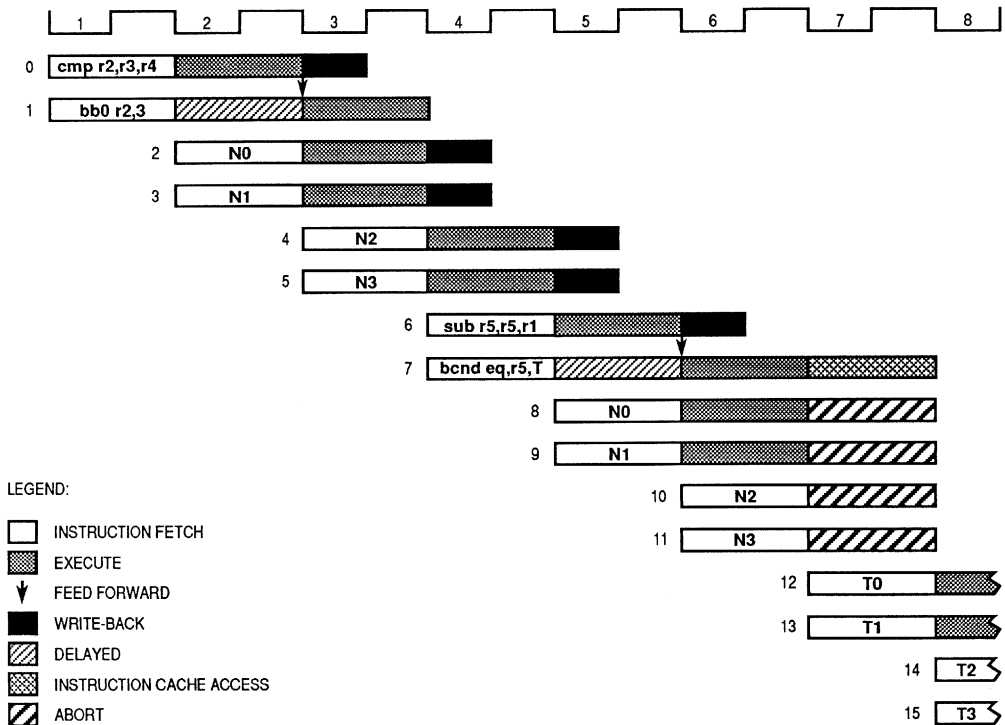 1 2 3 4 5 6 7 8
0 cmp r2,r3,r4
1 bb0 r2,3
2 N0
3 N1
4 N2
5 N3
6 sub r5,r5,r1
7 bcnd eq,r5,T
8 N0
9 N1
10 N2
11 N3
12 T0
13 T1
14 T2
15 T3
LEGEND:
INSTRUCTION FETCH
EXECUTE
FEED FORWARD
WRITE-BACK
DELAYED
INSTRUCTION CACHE ACCESS
ABORT